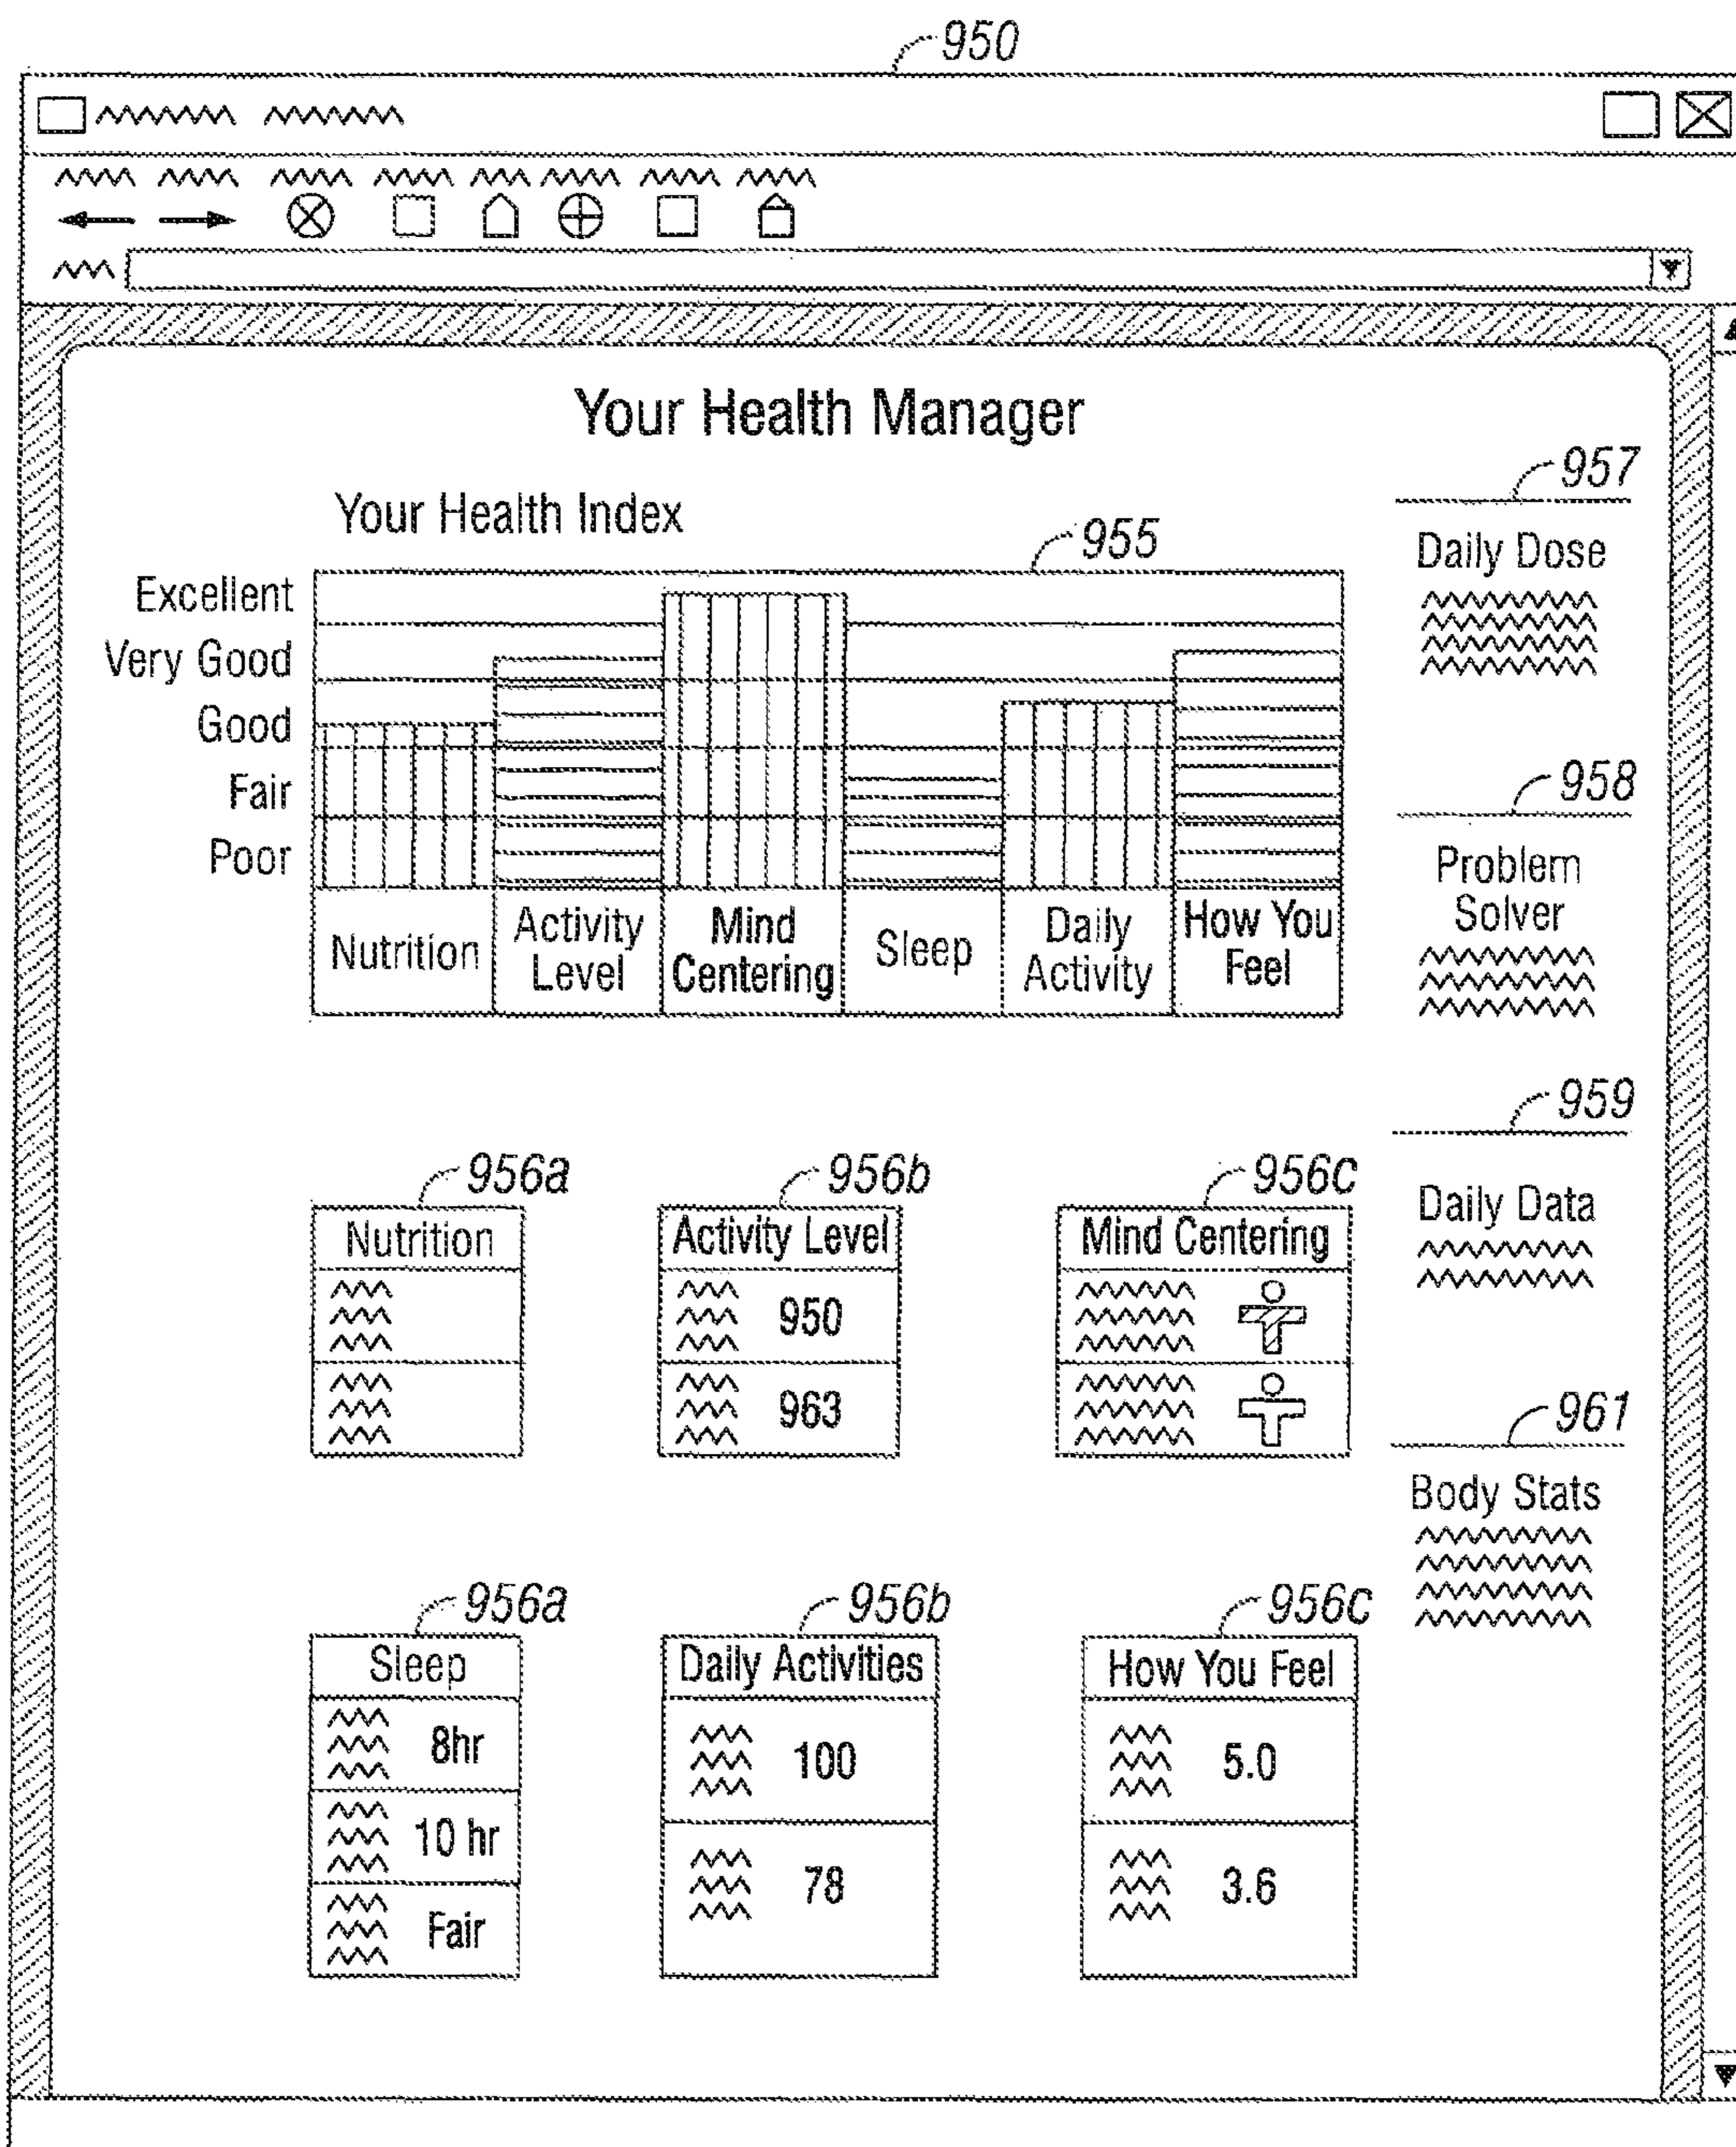 950
Your Health Manager
Your Health Index
955
Excellent
Very Good
Good
Fair
Poor
Nutrition
Activity
Level
Mind
Centering
Sleep
Daily
Activity
How You
Feel
957
Daily Dose
958
Problem
Solver
959
Daily Data
961
Body Stats
956a
Nutrition
956b
Activity Level
950
963
956c
Mind Centering
956a
Sleep
8hr
10 hr
Fair
956b
Daily Activities
100
78
956c
How You Feel
5.0
3.6